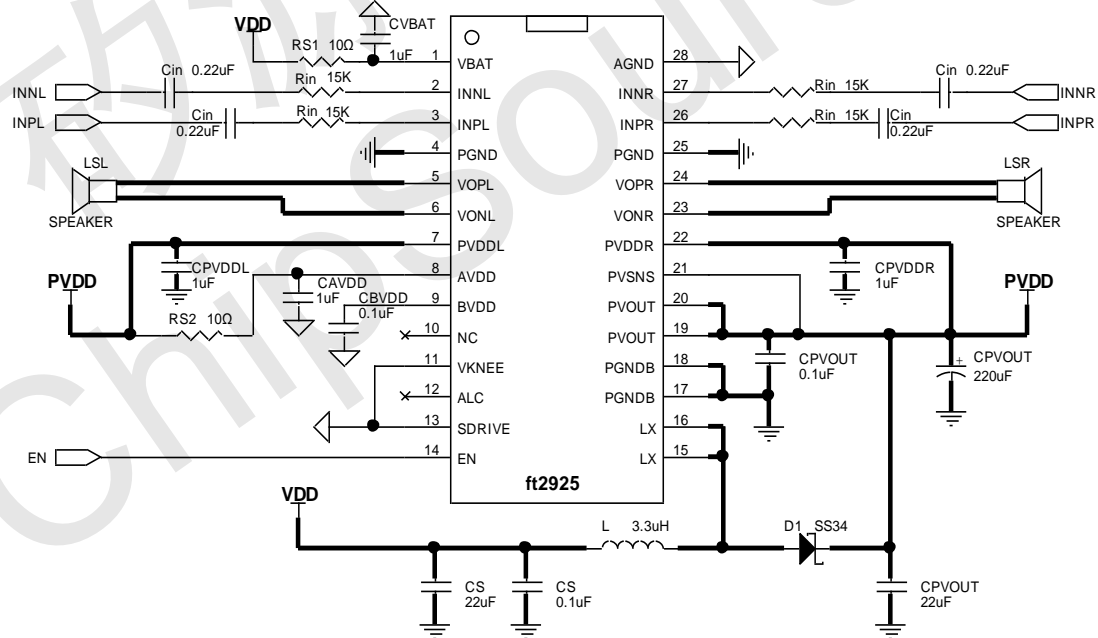 VDD
CVBAT
RS1 10Ω
1uF
1
VBAT
AGND
28
Cin 0.22uF
Rin 15K
INNL
2
INNL
INNR
27
Rin 15K
Cin 0.22uF
INNR
INPL
Cin
0.22uF
Rin 15K
3
INPL
INPR
26
Rin 15K
Cin
0.22uF
INPR
4
PGND
PGND
25
LSL
SPEAKER
5
VOPL
VOPR
24
LSR
SPEAKER
6
VONL
VONR
23
7
PVDDL
PVDDR
22
CPVDDL
1uF
CPVDDR
1uF
PVDD
8
AVDD
PVSNS
21
PVDD
CAVDD
1uF
CBVDD
0.1uF
9
BVDD
PVOUT
20
RS2 10Ω
10
NC
PVOUT
19
CPVOUT
0.1uF
+
CPVOUT
220uF
11
VKNEE
PGNDB
18
12
ALC
PGNDB
17
13
SDRIVE
LX
16
EN
14
EN
LX
15
ft2925
VDD
L 3.3uH
D1 SS34
CS
22uF
CS
0.1uF
CPVOUT
22uF